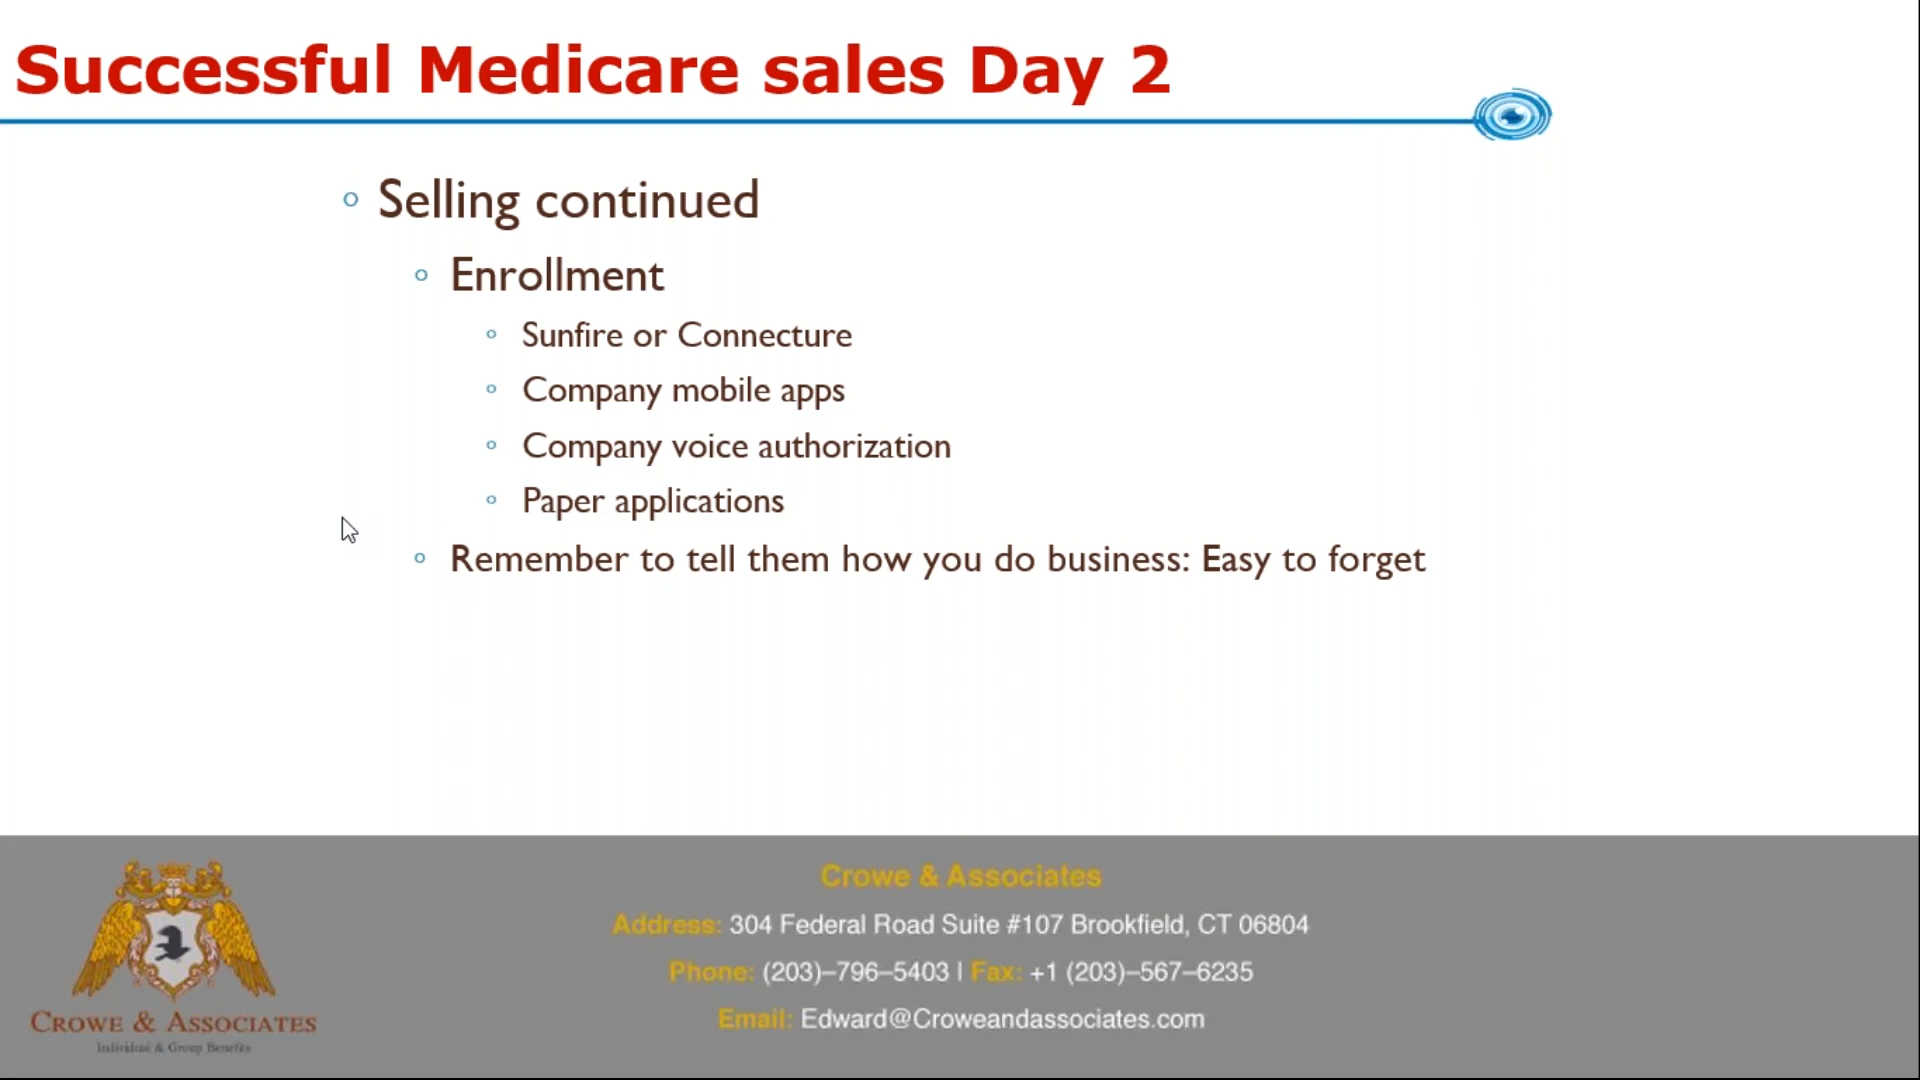 Successful Medicare sales Day 2
Selling continued
Enrollment
Sunfire or Connecture
Company mobile apps
Company voice authorization
Paper applications
Remember to tell them how you do business: Easy to forget
Crowe & Associates
Address: 304 Federal Road Suite #107 Brookfield, CT 06804
Phone: (203)–796–5403 | Fax: +1 (203)–567–6235
Email: Edward@Croweandassociates.com
CROWE & ASSOCIATES
Individual & Group Benefits